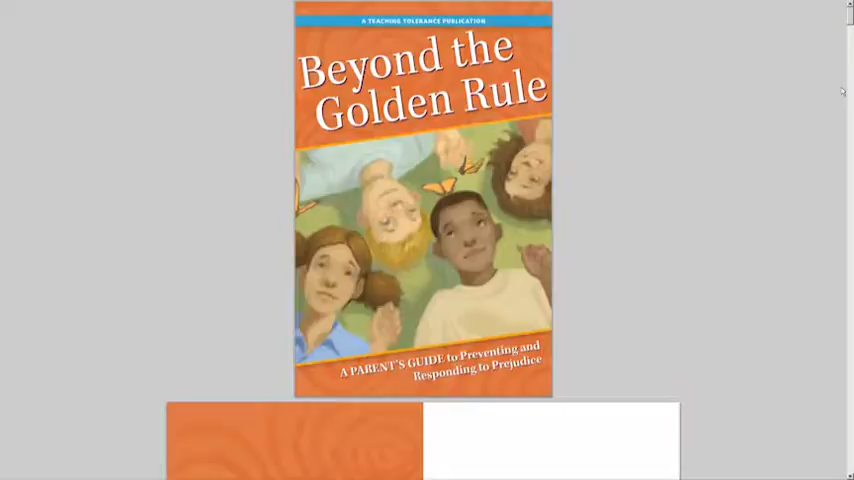 A TEACHING TOLERANCE PUBLICATION
Beyond the
Golden Rule
A PARENT'S GUIDE to Preventing and
Responding to Prejudice